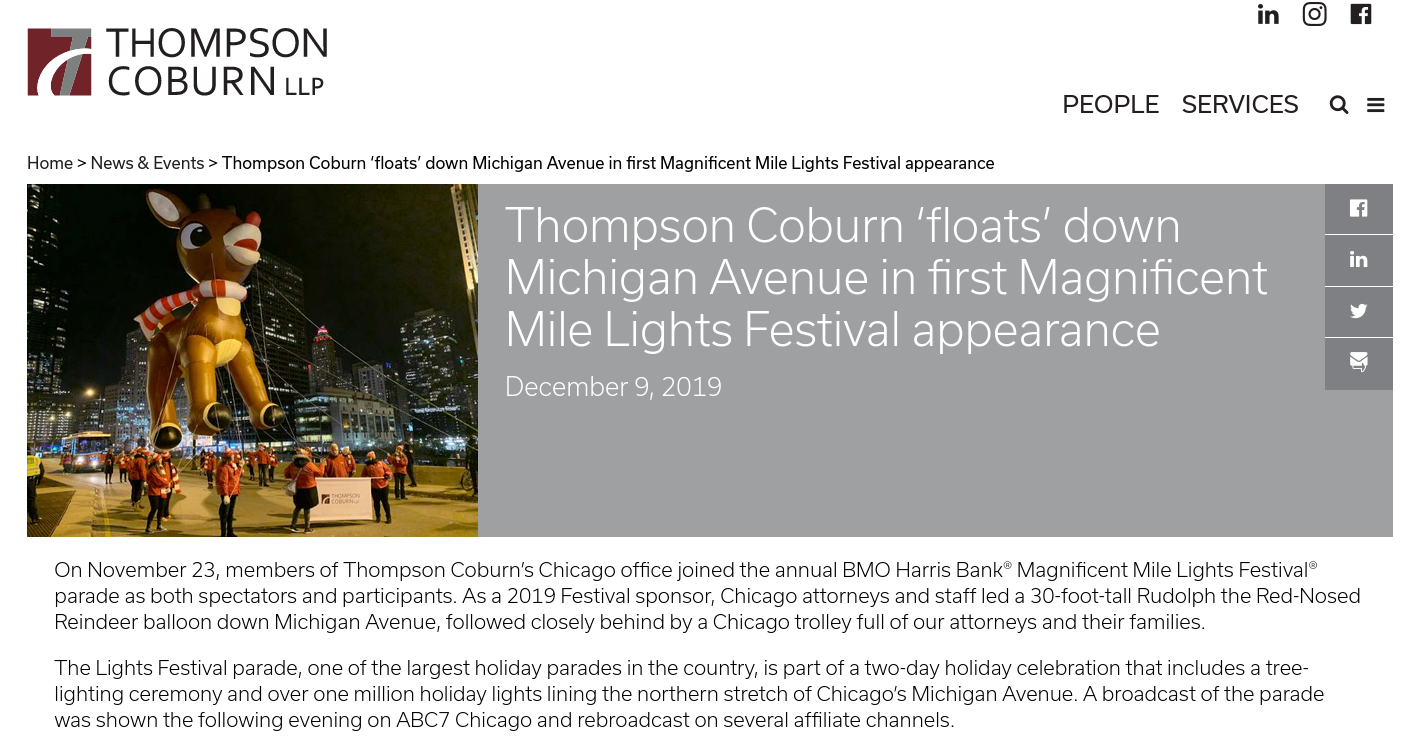 THOMPSON
COBURN LLP
PEOPLE SERVICES
Home > News & Events > Thompson Coburn ‘floats’ down Michigan Avenue in first Magnificent Mile Lights Festival appearance
Thompson Coburn ‘floats’ down
Michigan Avenue in first Magnificent
Mile Lights Festival appearance
December 9, 2019
THOMPSON
COBURN LLP
On November 23, members of Thompson Coburn’s Chicago office joined the annual BMO Harris Bank® Magnificent Mile Lights Festival®
parade as both spectators and participants. As a 2019 Festival sponsor, Chicago attorneys and staff led a 30-foot-tall Rudolph the Red-Nosed
Reindeer balloon down Michigan Avenue, followed closely behind by a Chicago trolley full of our attorneys and their families.
The Lights Festival parade, one of the largest holiday parades in the country, is part of a two-day holiday celebration that includes a tree-
lighting ceremony and over one million holiday lights lining the northern stretch of Chicago’s Michigan Avenue. A broadcast of the parade
was shown the following evening on ABC7 Chicago and rebroadcast on several affiliate channels.